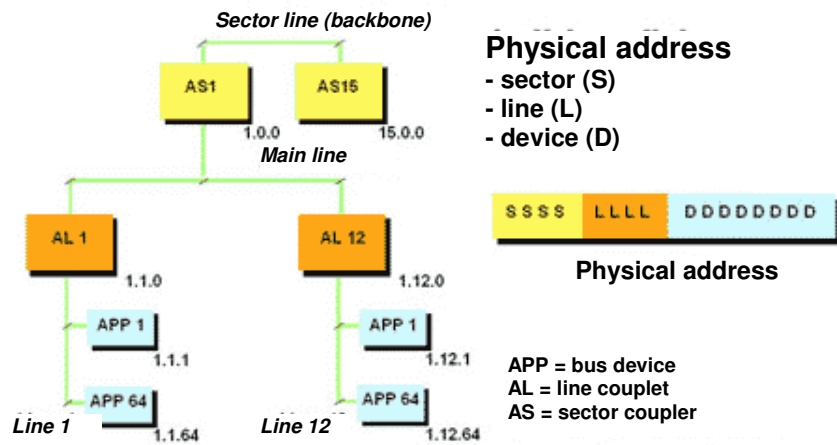 Sector line (backbone)
AS1
AS15
1.0.0
15.0.0
Main line
AL 1
AL 12
1.1.0
1.12.0
APP 1
APP 1
1.1.1
1.12.1
APP 64
APP 64
Line 1
1.1.64
Line 12
1.12.64
Physical address
- sector (S)
- line (L)
- device (D)
S S S S L L L L D D D D D D D D
Physical address
APP = bus device
AL = line couplet
AS = sector coupler